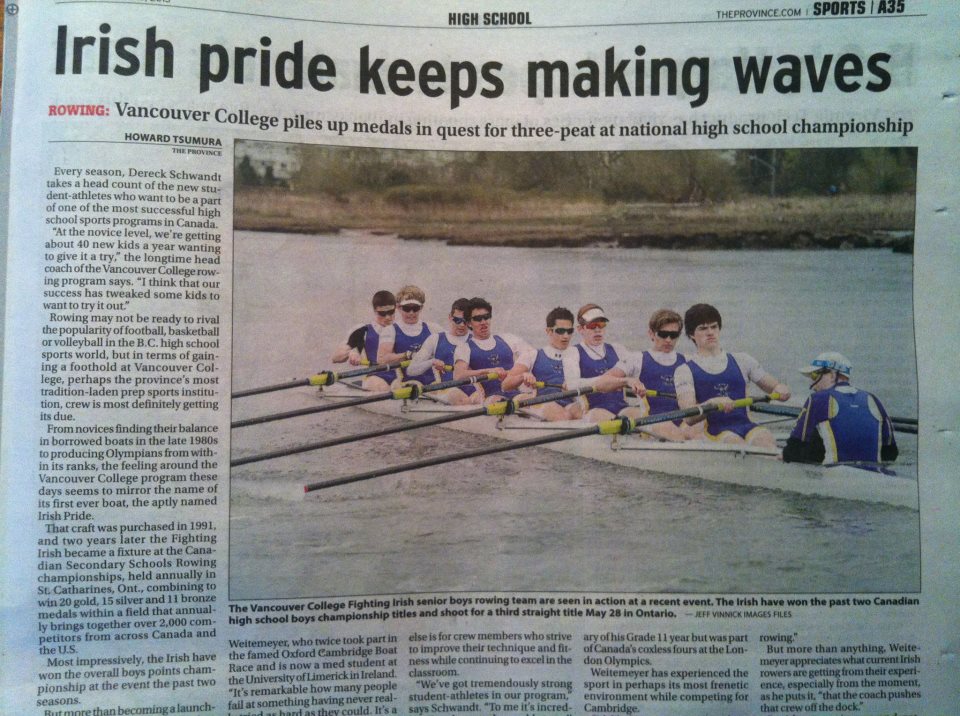 HIGH SCHOOL
THEPROVINCE.COM | SPORTS | A35
Irish pride keeps making waves
ROWING: Vancouver College piles up medals in quest for three-peat at national high school championship
HOWARD TSUMURA
THE PROVINCE
Every season, Dereck Schwandt
takes a head count of the new stu-
dent-athletes who want to be a part
of one of the most successful high
school sports programs in Canada.
“At the novice level, we're getting
about 40 new kids a year wanting
to give it a try,” the longtime head
coach of the Vancouver College row-
ing program says. “I think that our
success has tweaked some kids to
want to try it out.”
Rowing may not be ready to rival
the popularity of football, basketball
or volleyball in the B.C. high school
sports world, but in terms of gain-
ing a foothold at Vancouver Col-
lege, perhaps the province's most
tradition-laden prep sports institu-
tion, crew is most definitely getting
its due.
From novices finding their balance
in borrowed boats in the late 1980s
to producing Olympians from with-
in its ranks, the feeling around the
Vancouver College program these
days seems to mirror the name of
its first ever boat, the aptly named
Irish Pride.
That craft was purchased in 1991,
and two years later the Fighting
Irish became a fixture at the Cana-
dian Secondary Schools Rowing
championships, held annually in
St. Catharines, Ont., combining to
win 20 gold, 15 silver and 11 bronze
medals within a field that annual-
ly brings together over 2,000 com-
petitors from across Canada and
the U.S.
Most impressively, the Irish have
won the overall boys points cham-
pionship at the event the past two
seasons.
But more than becoming a launch-
The Vancouver College Fighting Irish senior boys rowing team are seen in action at a recent event. The Irish have won the past two Canadian
high school boys championship titles and shoot for a third straight title May 28 in Ontario. — JEFF VINNICK IMAGES FILES
Weitemeyer, who twice took part in
the famed Oxford Cambridge Boat
Race and is now a med student at
the University of Limerick in Ireland.
“It's remarkable how many people
fail at something having never real-
ly tried as hard as they could. It's a
else is for crew members who strive
to improve their technique and fit-
ness while continuing to excel in the
classroom.
“We've got tremendously strong
student-athletes in our program,”
says Schwandt. “To me it's incred-
ary of his Grade 11 year but was part
of Canada's coxless fours at the Lon-
don Olympics.
Weitemeyer has experienced the
sport in perhaps its most frenetic
environment while competing for
Cambridge.
rowing.”
But more than anything, Weite-
meyer appreciates what current Irish
rowers are getting from their experi-
ence, especially from the moment,
as he puts it, “that the coach pushes
that crew off the dock.”